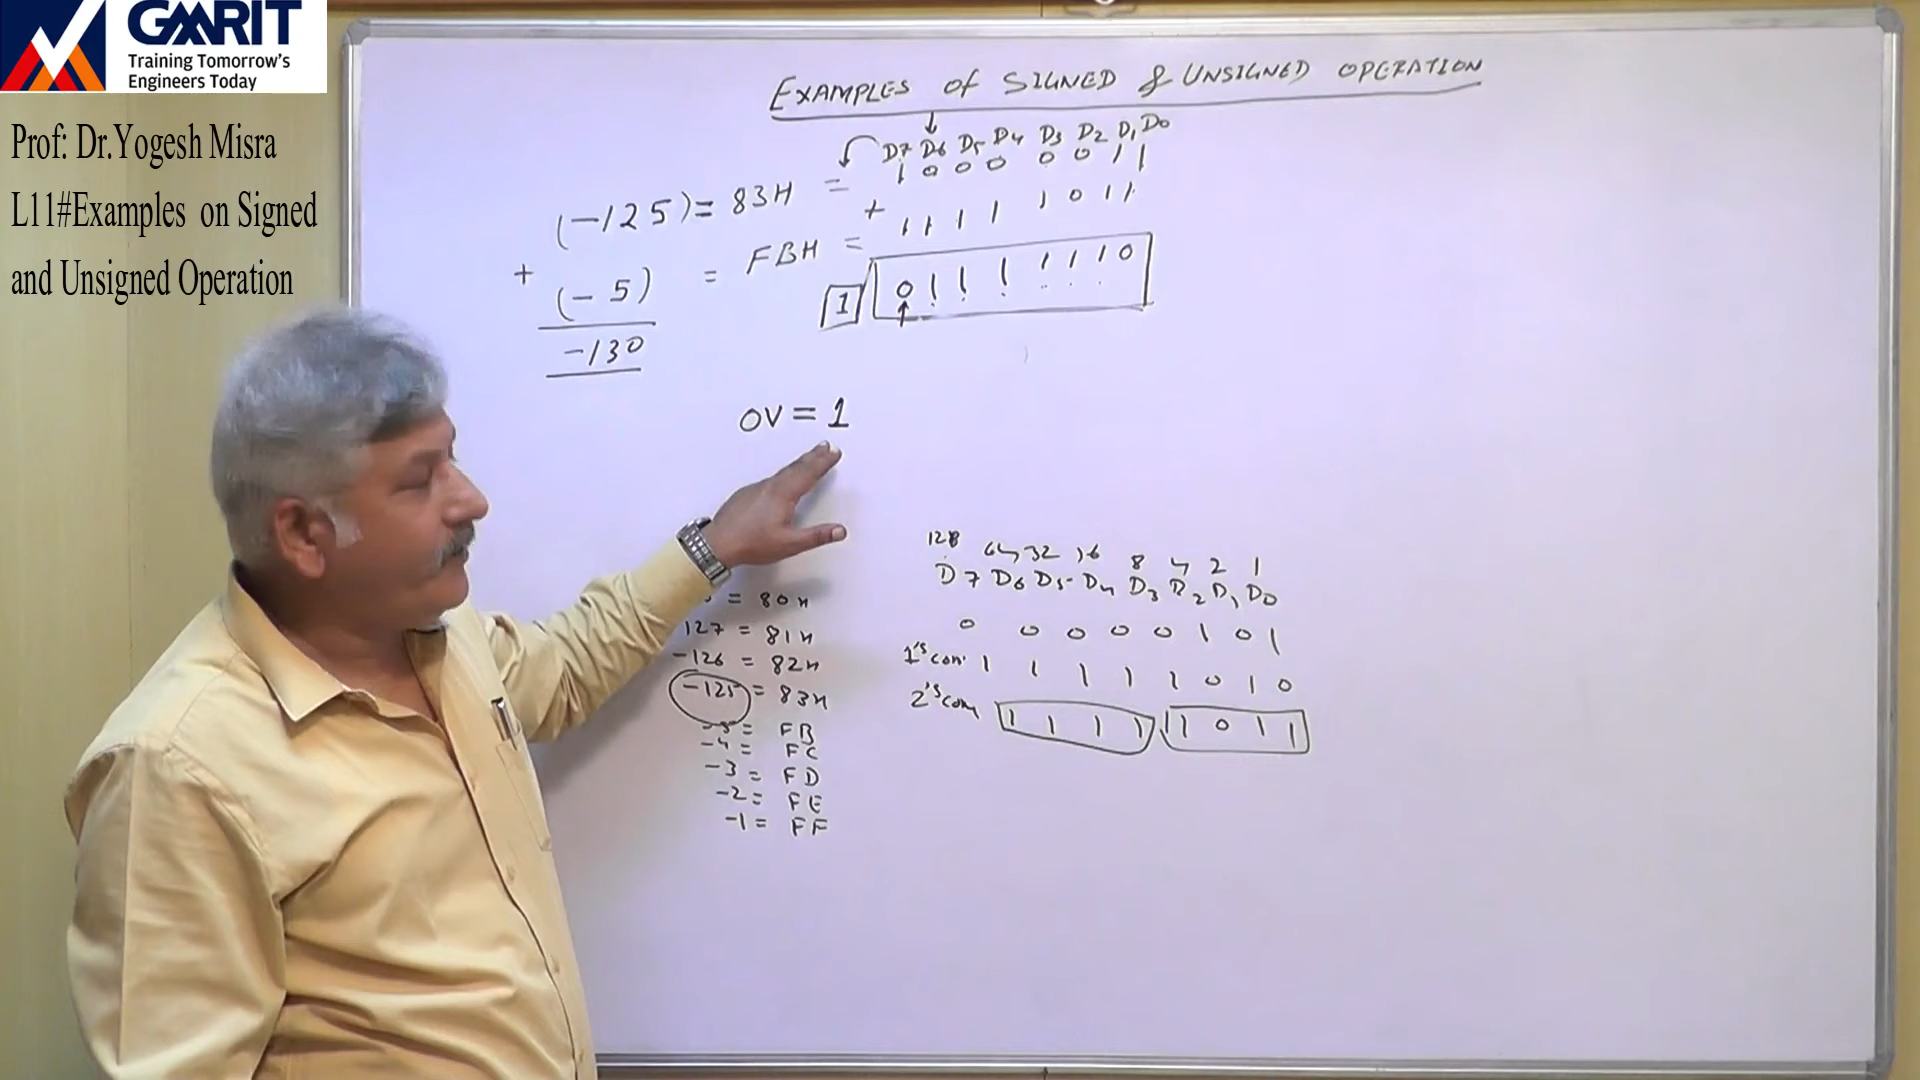 GMRIT
Training Tomorrow's
Engineers Today
Prof: Dr.Yogesh Misra
L11#Examples on Signed
and Unsigned Operation
EXAMPLES OF SIGNED & UNSIGNED OPERATION
D7 D6 D5 D4 D3 D2 D1 D0
(-125) = 83H = 1 0 0 0 0 0 1 1
+ (-5) = FBH = + 1 1 1 1 1 0 1 1
-130
1 0 1 1 1 1 1 1 0
OV = 1
= 80H
127 = 81H
-126 = 82H
-125 = 83H
-5 = FB
-4 = FC
-3 = FD
-2 = FE
-1 = FF
128 64 32 16 8 4 2 1
D7 D6 D5 D4 D3 D2 D1 D0
0 0 0 0 0 1 0 1
1'S com 1 1 1 1 1 0 1 0
2'S com 1 1 1 1 1 0 1 1